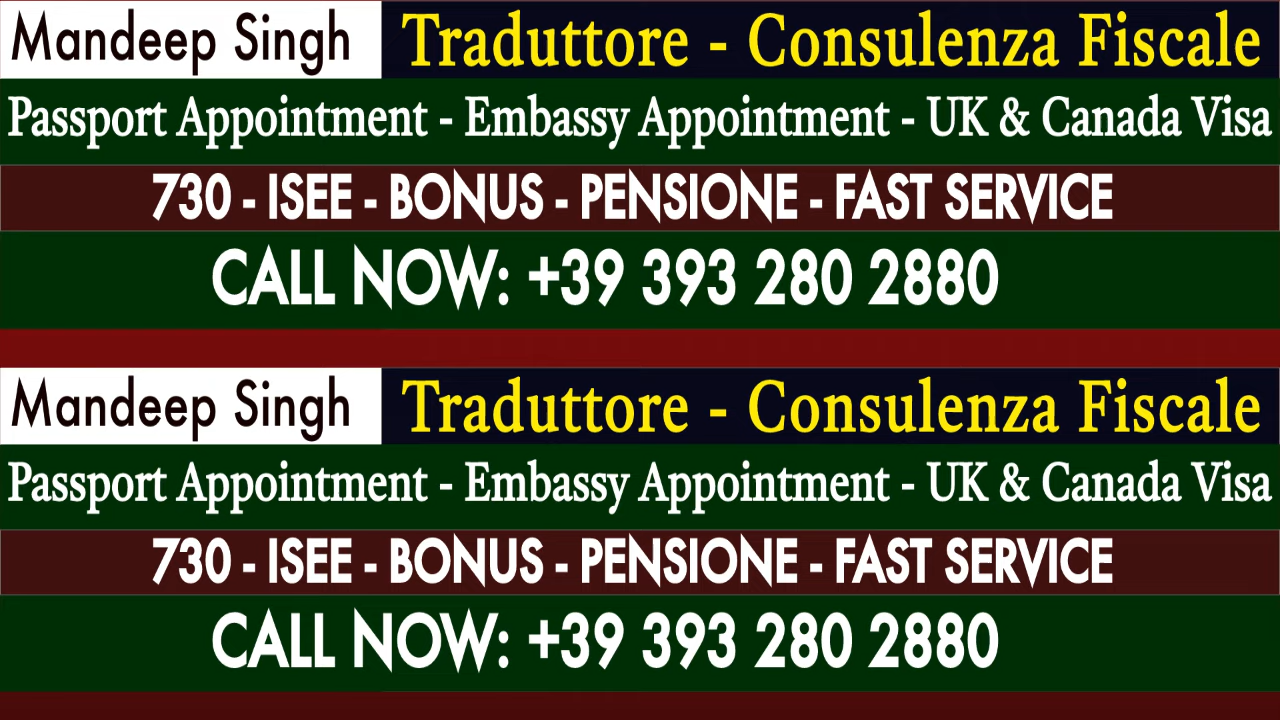 Mandeep Singh Traduttore - Consulenza Fiscale
Passport Appointment - Embassy Appointment - UK & Canada Visa
730 - ISEE - BONUS - PENSIONE - FAST SERVICE
CALL NOW: +39 393 280 2880
Mandeep Singh Traduttore - Consulenza Fiscale
Passport Appointment - Embassy Appointment - UK & Canada Visa
730 - ISEE - BONUS - PENSIONE - FAST SERVICE
CALL NOW: +39 393 280 2880